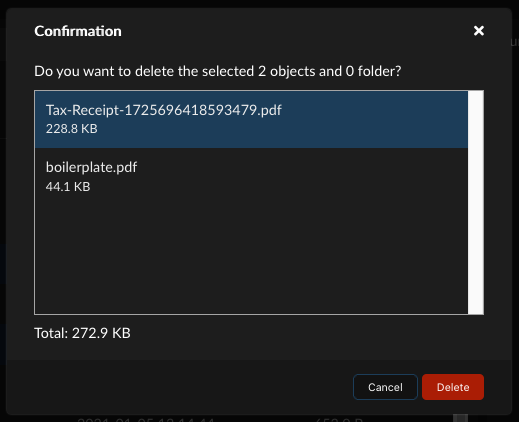 Confirmation
Do you want to delete the selected 2 objects and 0 folder?
Tax-Receipt-1725696418593479.pdf
228.8 KB
boilerplate.pdf
44.1 KB
Total: 272.9 KB
Cancel
Delete